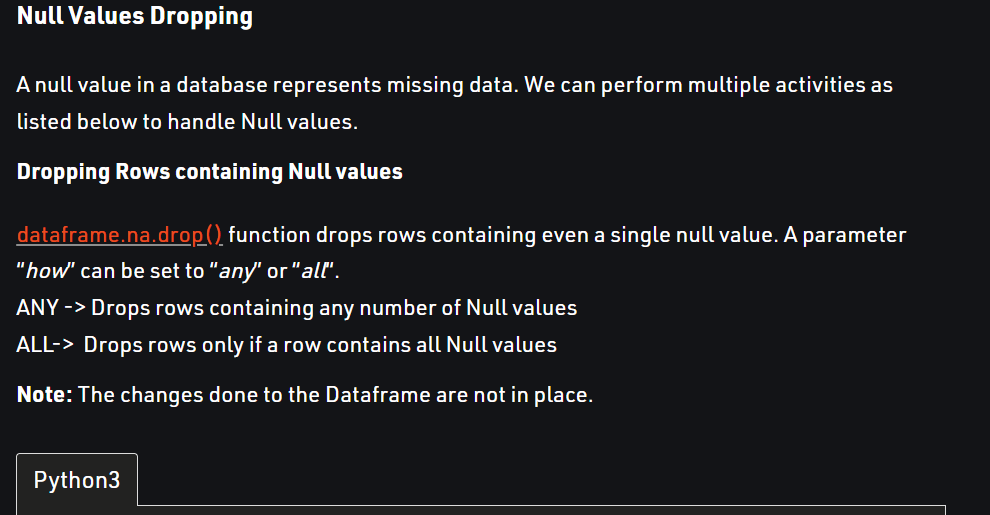 Null Values Dropping
A null value in a database represents missing data. We can perform multiple activities as
listed below to handle Null values.
Dropping Rows containing Null values
dataframe.na.drop() function drops rows containing even a single null value. A parameter
“how” can be set to “any” or “all”.
ANY -> Drops rows containing any number of Null values
ALL-> Drops rows only if a row contains all Null values
Note: The changes done to the Dataframe are not in place.
Python3